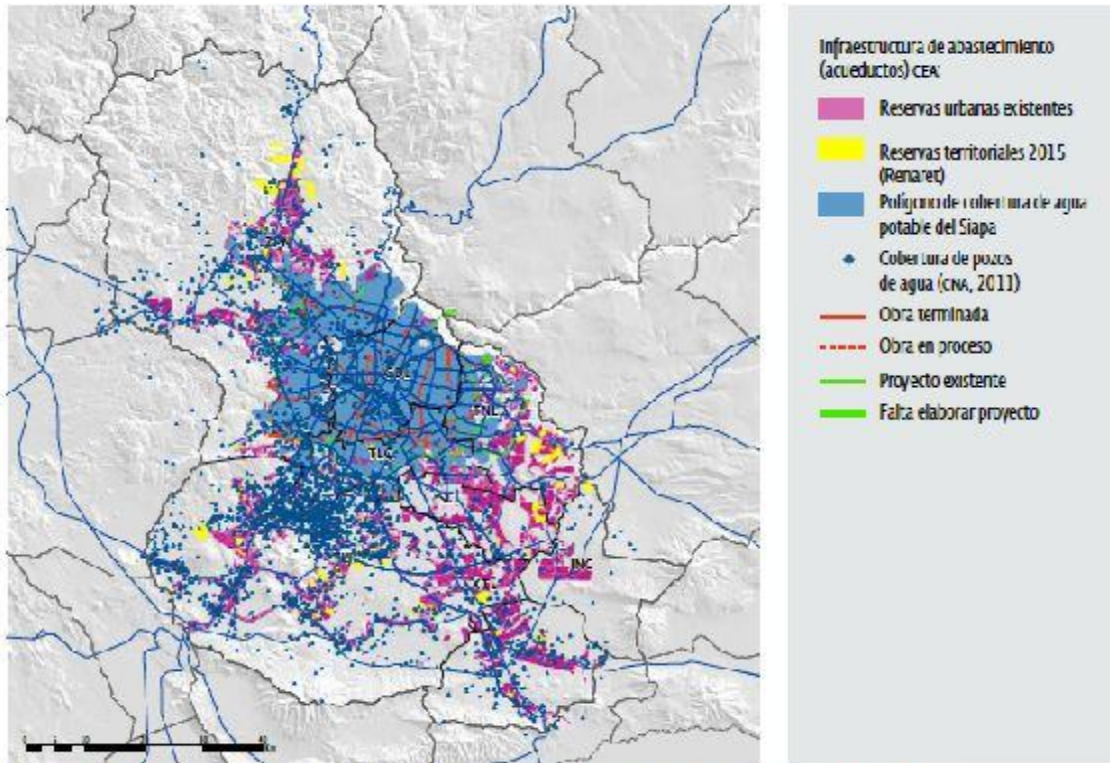 ZPN
GDL
TNL
TLQ
JNC
Infraestructura de abastecimiento
(acueductos) CEA
Reservas urbanas existentes
Reservas territoriales 2015
(Renaret)
Polígono de cobertura de agua
potable del Siapa
Cobertura de pozos
de agua (CNA, 2011)
Obra terminada
Obra en proceso
Proyecto existente
Falta elaborar proyecto